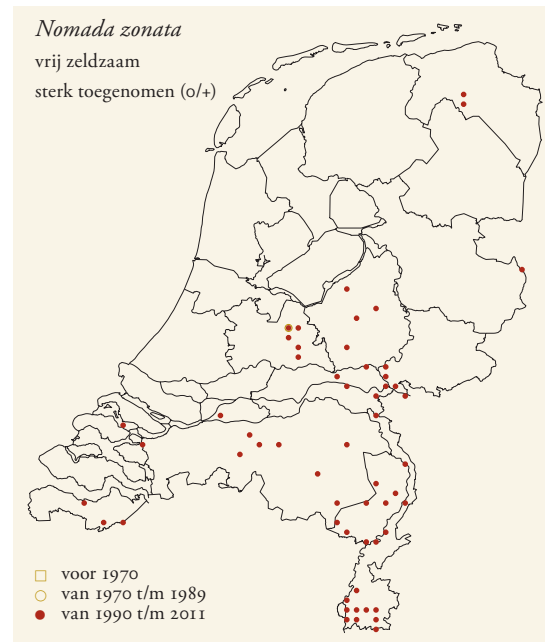 Nomada zonata
vrij zeldzaam
sterk toegenomen (0/+)
voor 1970
van 1970 t/m 1989
van 1990 t/m 2011